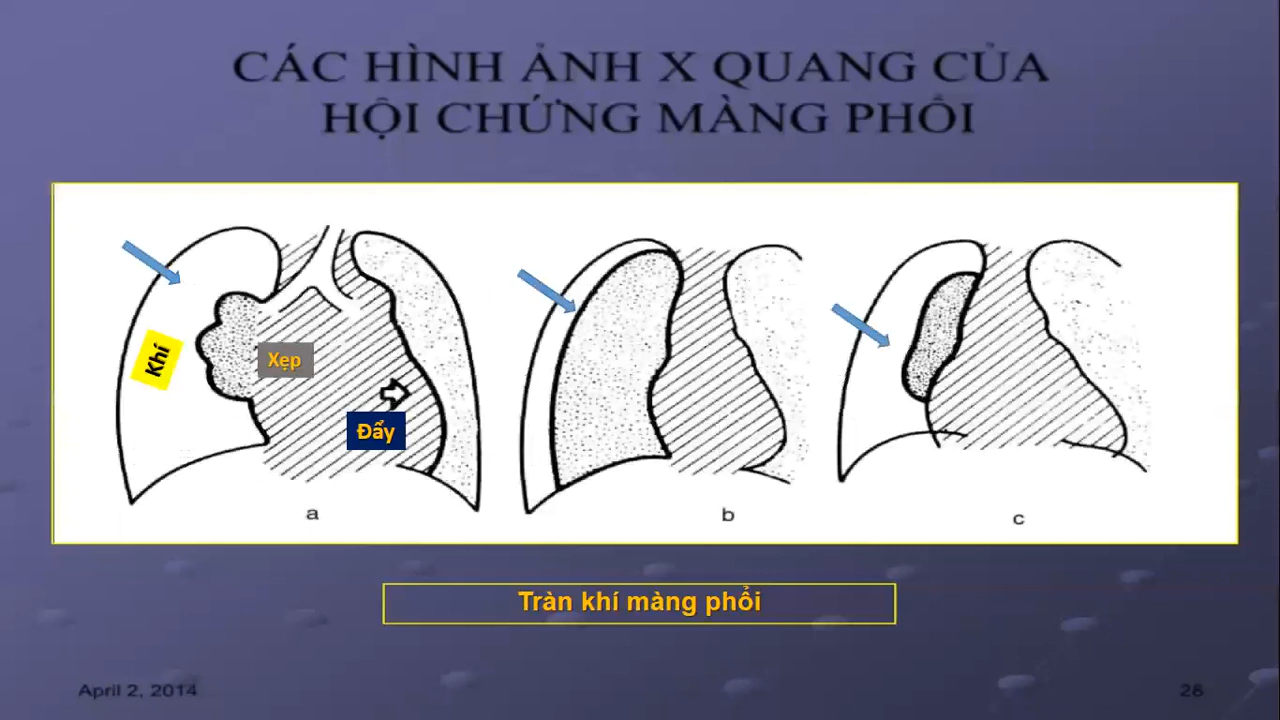 CÁC HÌNH ẢNH X QUANG CỦA
HỘI CHỨNG MÀNG PHỔI
Khí
Xẹp
Đẩy
a
b
c
Tràn khí màng phổi
April 2, 2014
28